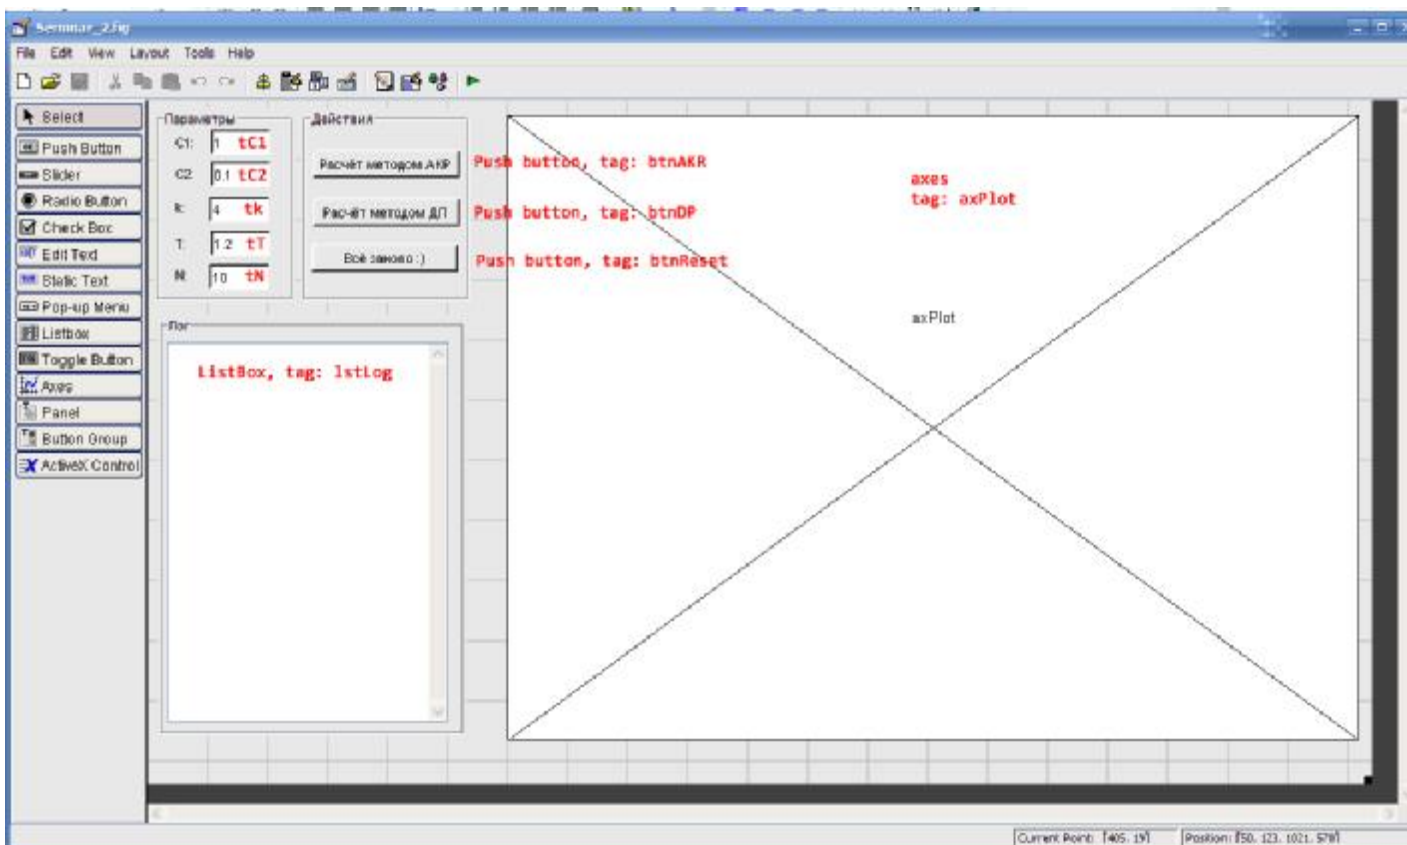 Seminar_2.fig
File Edit View Layout Tools Help
Select
Push Button
Slider
Radio Button
Check Box
Edit Text
Static Text
Pop-up Menu
Listbox
Toggle Button
Axes
Panel
Button Group
ActiveX Control
Параметры
C1: 1 tC1
C2: 0.1 tC2
k: 4 tk
T: 1.2 tT
N: 10 tN
Действия
Расчёт методом АКР
Push button, tag: btnAKR
Расчёт методом ДП
Push button, tag: btnDP
Всё заново :)
Push button, tag: btnReset
Лог
ListBox, tag: lstLog
axes
tag: axPlot
axPlot
Current Point: [405, 19]
Position: [50, 123, 1021, 578]